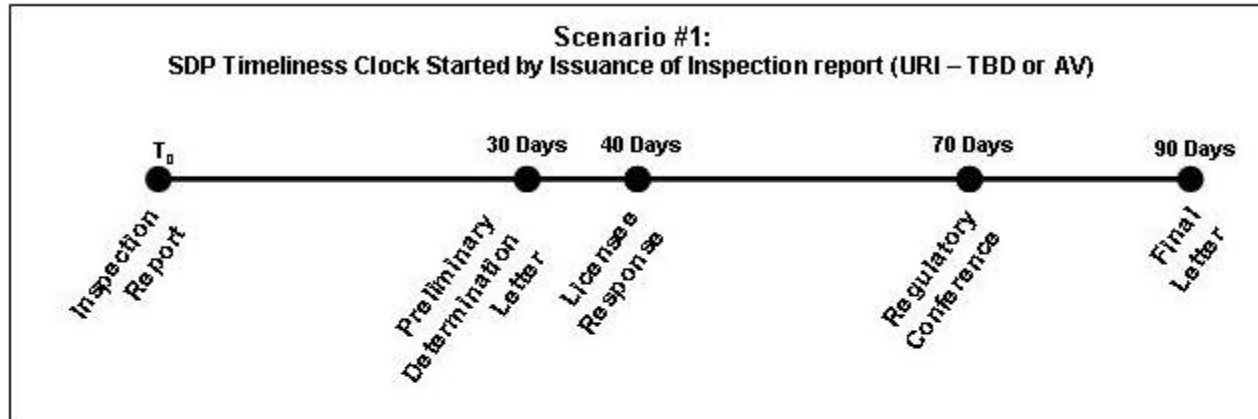 Scenario #1:
SDP Timeliness Clock Started by Issuance of Inspection report (URI – TBD or AV)
T₀
30 Days
40 Days
70 Days
90 Days
Inspection
Report
Preliminary
Determination
Letter
Licensee
Response
Regulatory
Conference
Final
Letter